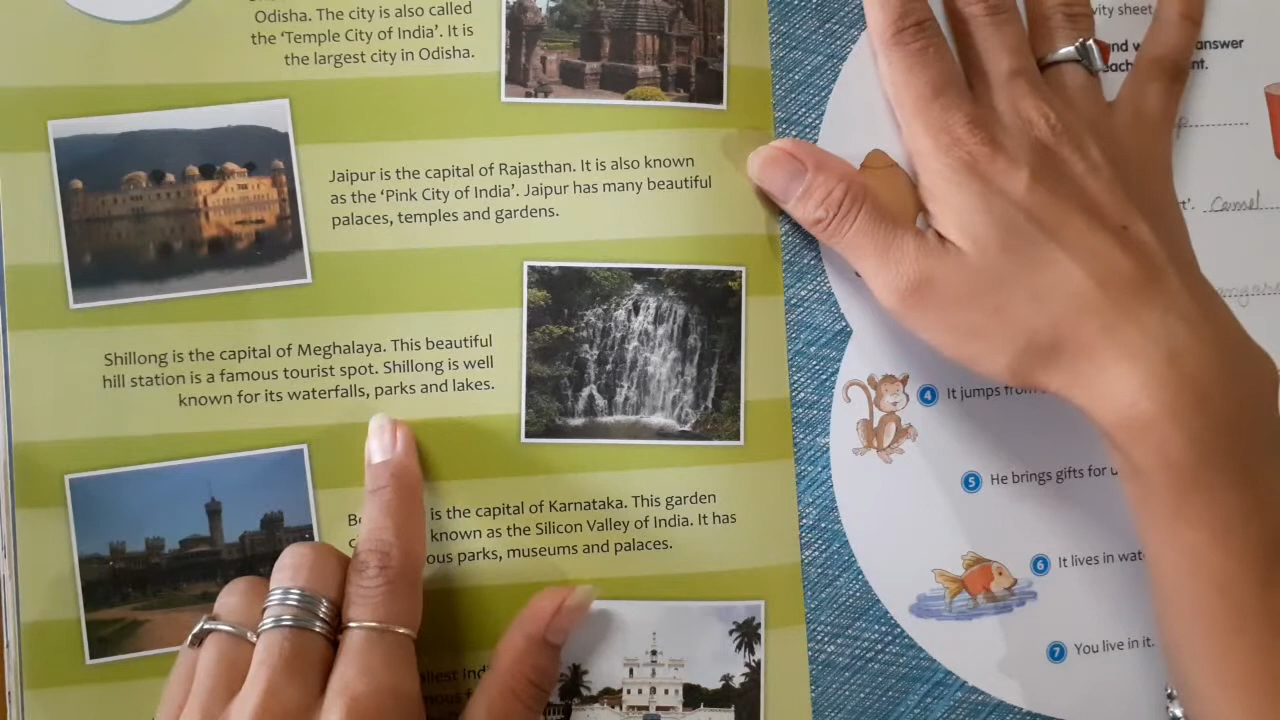 Odisha. The city is also called
the ‘Temple City of India’. It is
the largest city in Odisha.
Jaipur is the capital of Rajasthan. It is also known
as the ‘Pink City of India’. Jaipur has many beautiful
palaces, temples and gardens.
Shillong is the capital of Meghalaya. This beautiful
hill station is a famous tourist spot. Shillong is well
known for its waterfalls, parks and lakes.
is the capital of Karnataka. This garden
known as the Silicon Valley of India. It has
parks, museums and palaces.
sheet
answer
Camel
4 It jumps
5 He brings gifts for
6 It lives in
7 You live in it.